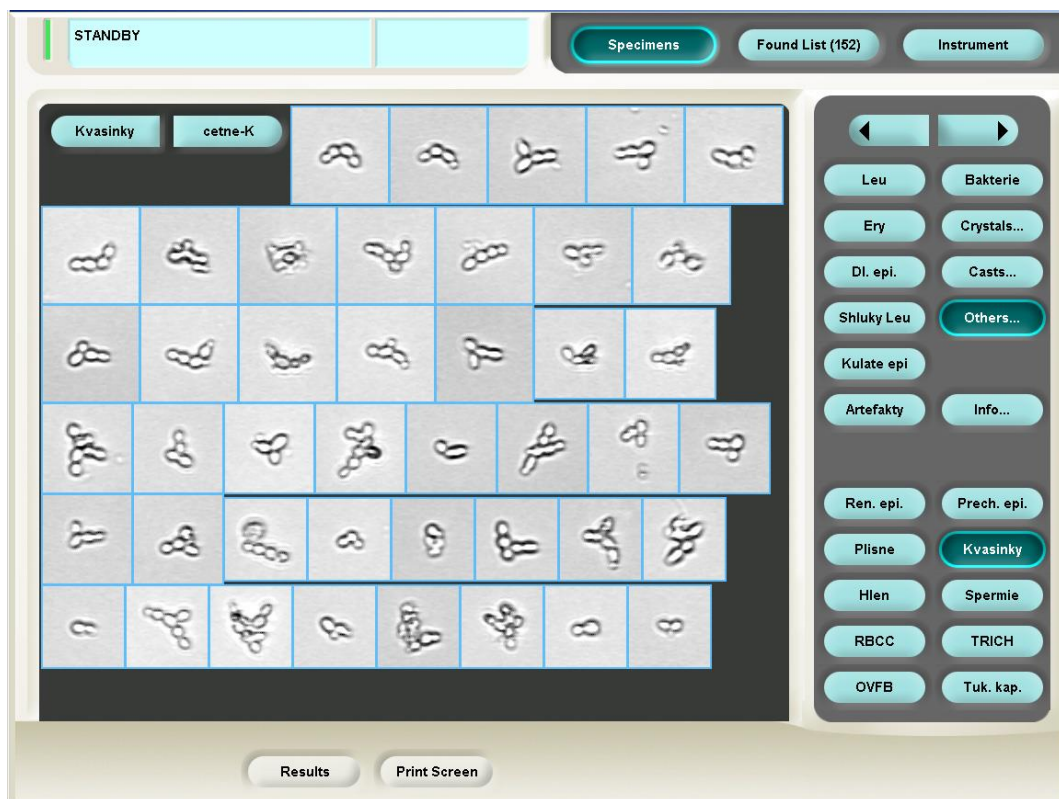 STANDBY
Specimens
Found List (152)
Instrument
Kvasinky
cetne-K
Leu
Bakterie
Ery
Crystals...
Dl. epi.
Casts...
Shluky Leu
Others...
Kulate epi
Artefakty
Info...
Ren. epi.
Prech. epi.
Plisne
Kvasinky
Hlen
Spermie
RBCC
TRICH
OVFB
Tuk. kap.
Results
Print Screen